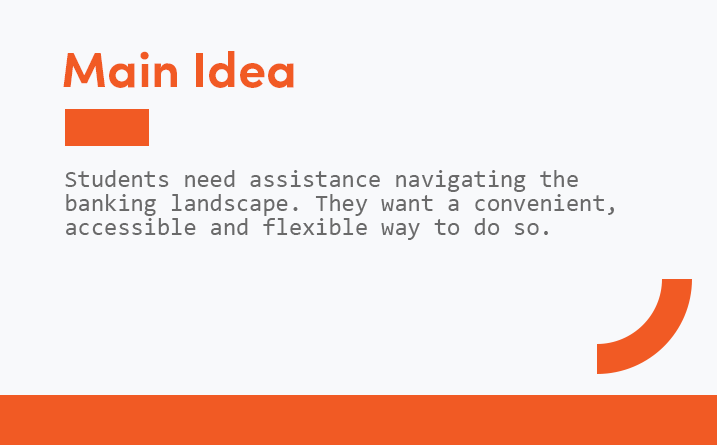 Main Idea
Students need assistance navigating the
banking landscape. They want a convenient,
accessible and flexible way to do so.